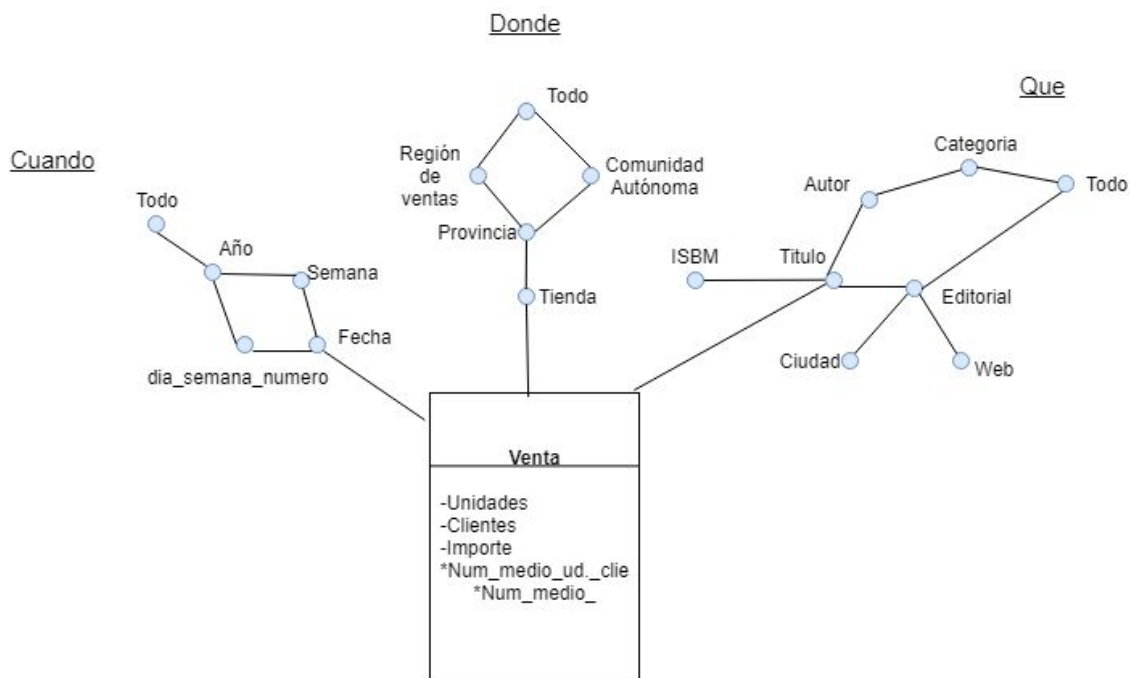 Donde
Que
Cuando
Todo
Región
de
ventas
Comunidad
Autónoma
Provincia
Tienda
Categoria
Autor
Todo
ISBM
Titulo
Editorial
Ciudad
Web
Todo
Año
Semana
Fecha
dia_semana_numero
Venta
-Unidades
-Clientes
-Importe
*Num_medio_ud._clie
*Num_medio_